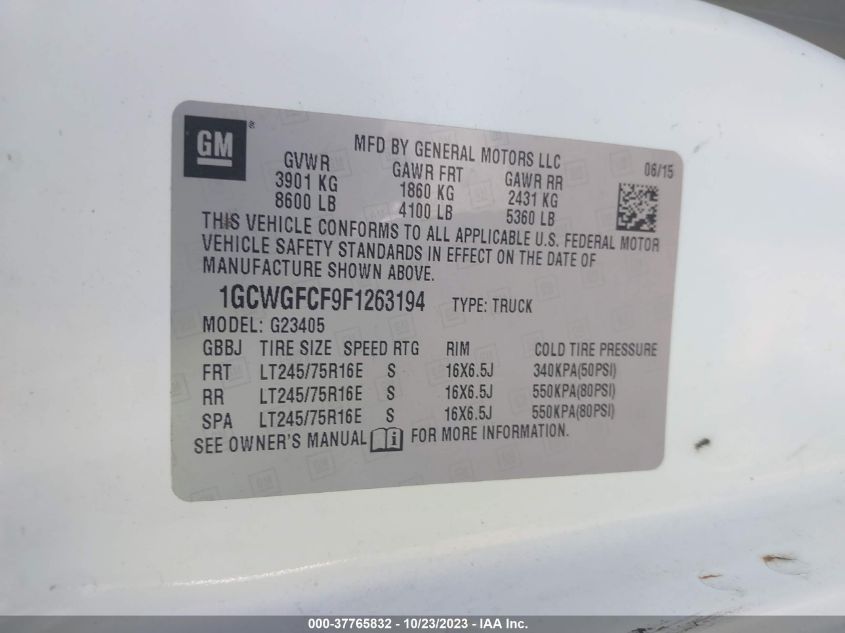 GM ®
MFD BY GENERAL MOTORS LLC
06/15
GVWR GAWR FRT GAWR RR
3901 KG 1860 KG 2431 KG
8600 LB 4100 LB 5360 LB
THIS VEHICLE CONFORMS TO ALL APPLICABLE U.S. FEDERAL MOTOR
VEHICLE SAFETY STANDARDS IN EFFECT ON THE DATE OF
MANUFACTURE SHOWN ABOVE.
1GCWGFCF9F1263194 TYPE: TRUCK
MODEL: G23405
GBBJ TIRE SIZE SPEED RTG RIM COLD TIRE PRESSURE
FRT LT245/75R16E S 16X6.5J 340KPA(50PSI)
RR LT245/75R16E S 16X6.5J 550KPA(80PSI)
SPA LT245/75R16E S 16X6.5J 550KPA(80PSI)
SEE OWNER'S MANUAL FOR MORE INFORMATION.
000-37765832 - 10/23/2023 - U.S. - IAAI.com.